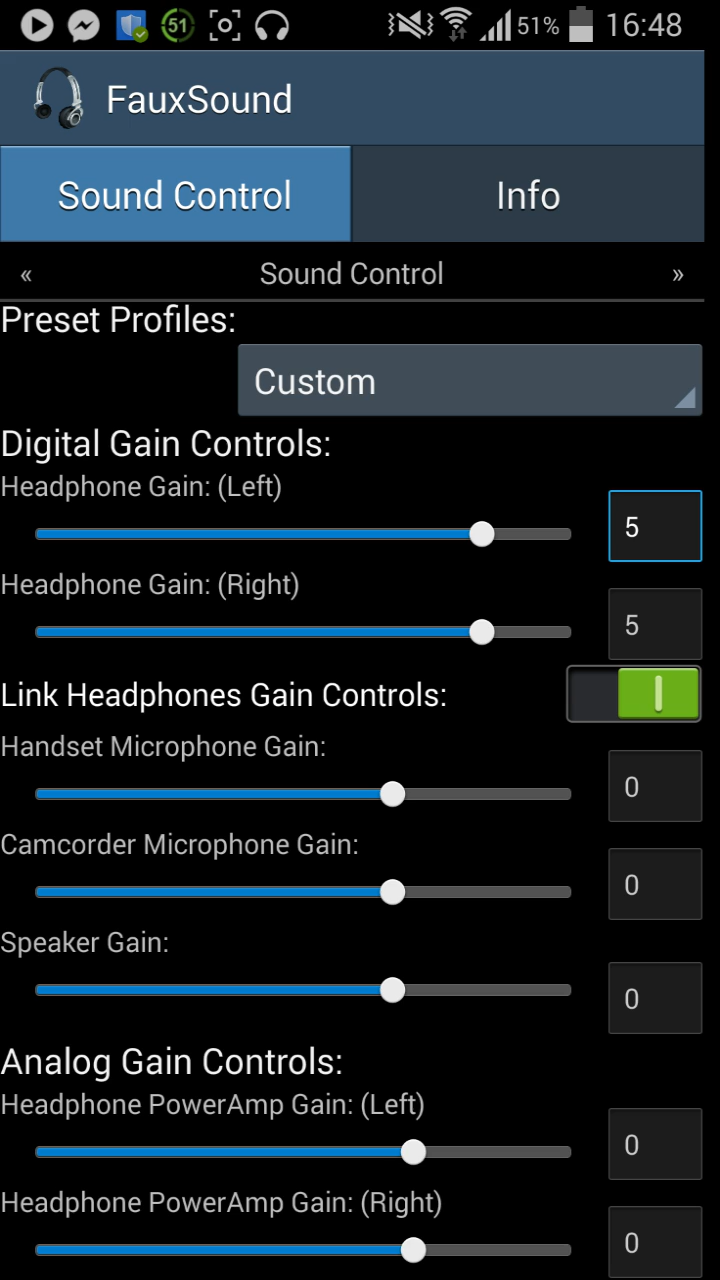 51 51% 16:48
FauxSound
Sound Control Info
« Sound Control »
Preset Profiles:
Custom
Digital Gain Controls:
Headphone Gain: (Left)
5
Headphone Gain: (Right)
5
Link Headphones Gain Controls:
Handset Microphone Gain:
0
Camcorder Microphone Gain:
0
Speaker Gain:
0
Analog Gain Controls:
Headphone PowerAmp Gain: (Left)
0
Headphone PowerAmp Gain: (Right)
0